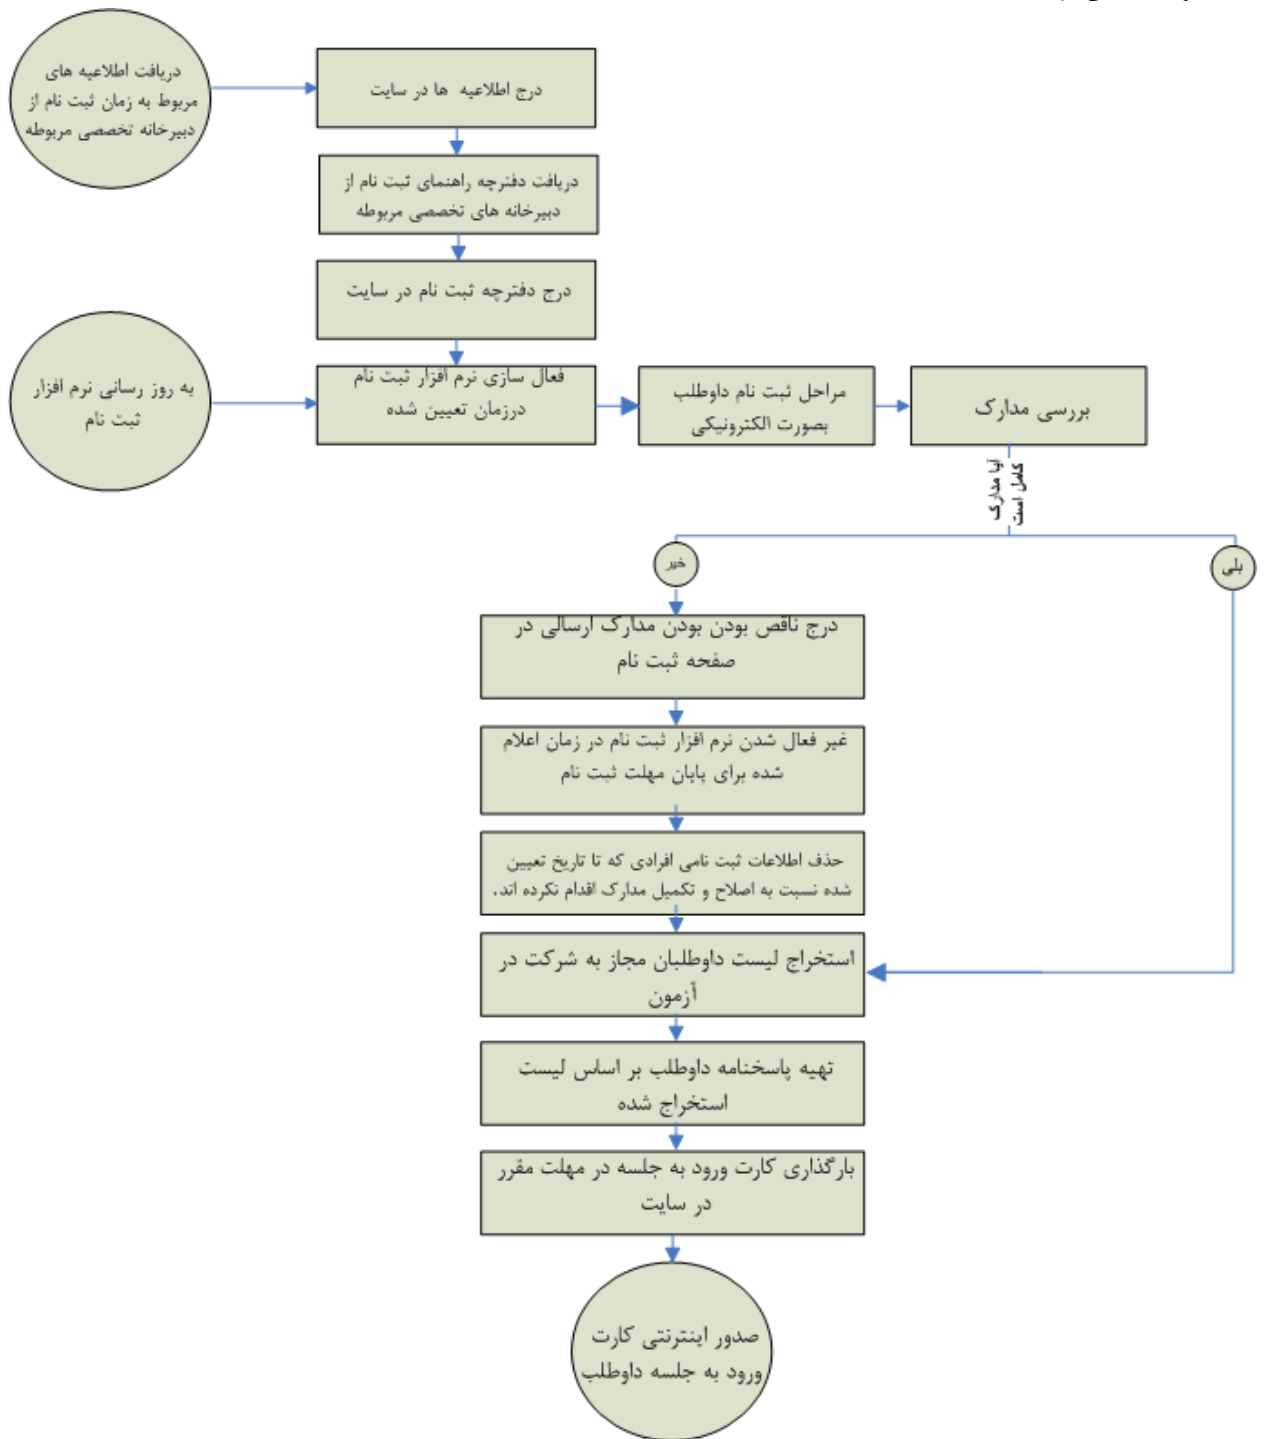 دریافت اطلاعیه های
مربوط به زمان ثبت نام از
دبیرخانه تخصصی مربوطه
درج اطلاعیه ها در سایت
دریافت دفترچه راهنمای ثبت نام از
دبیرخانه های تخصصی مربوطه
درج دفترچه ثبت نام در سایت
به روز رسانی نرم افزار
ثبت نام
فعال سازی نرم افزار ثبت نام
درزمان تعیین شده
مراحل ثبت نام داوطلب
بصورت الکترونیکی
بررسی مدارک
آیا مدارک
کامل است
خیر
بلی
درج ناقص بودن بودن مدارک ارسالی در
صفحه ثبت نام
غیر فعال شدن نرم افزار ثبت نام در زمان اعلام
شده برای پایان مهلت ثبت نام
حذف اطلاعات ثبت نامی افرادی که تا تاریخ تعیین
شده نسبت به اصلاح و تکمیل مدارک اقدام نکرده اند.
استخراج لیست داوطلبان مجاز به شرکت در
آزمون
تهیه پاسخنامه داوطلب بر اساس لیست
استخراج شده
بارگذاری کارت ورود به جلسه در مهلت مقرر
در سایت
صدور اینترنتی کارت
ورود به جلسه داوطلب